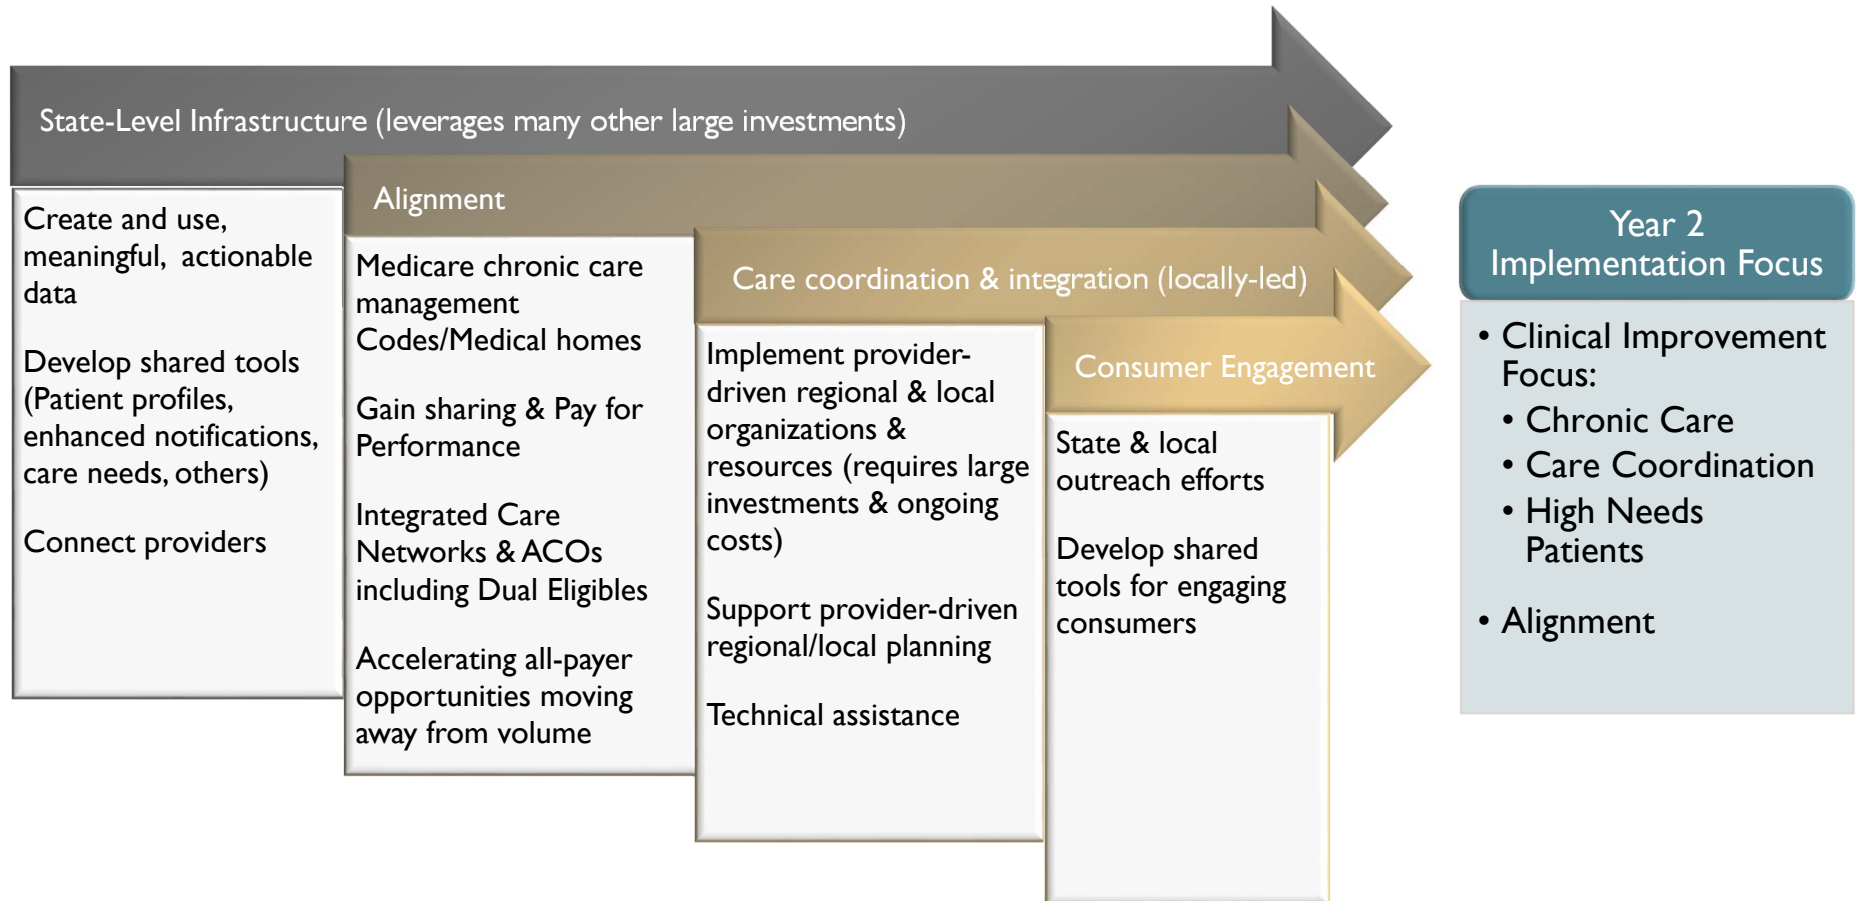 State-Level Infrastructure (leverages many other large investments)
Create and use,
meaningful, actionable
data
Develop shared tools
(Patient profiles,
enhanced notifications,
care needs, others)
Connect providers
Alignment
Medicare chronic care
management
Codes/Medical homes
Gain sharing & Pay for
Performance
Integrated Care
Networks & ACOs
including Dual Eligibles
Accelerating all-payer
opportunities moving
away from volume
Care coordination & integration (locally-led)
Implement provider-
driven regional & local
organizations &
resources (requires large
investments & ongoing
costs)
Support provider-driven
regional/local planning
Technical assistance
Consumer Engagement
State & local
outreach efforts
Develop shared
tools for engaging
consumers
Year 2
Implementation Focus
• Clinical Improvement
Focus:
• Chronic Care
• Care Coordination
• High Needs
Patients
• Alignment